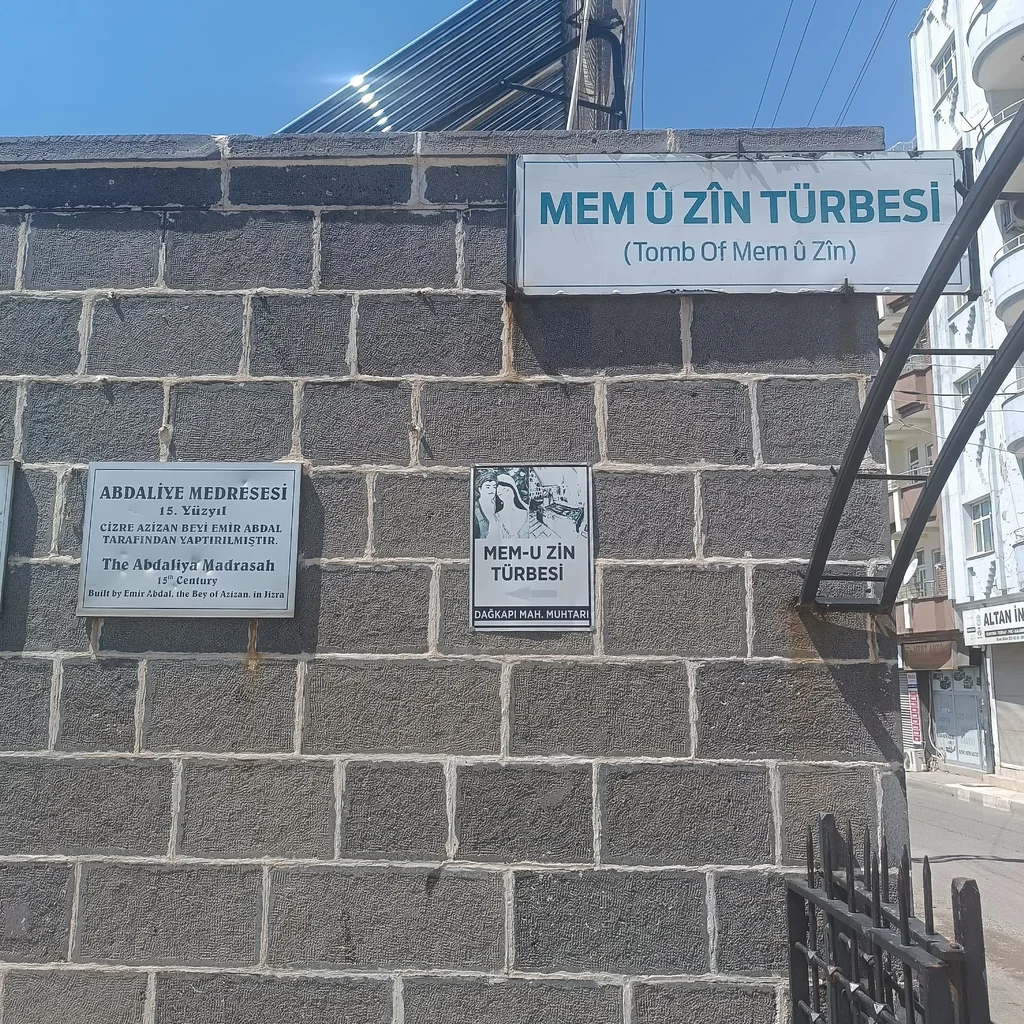 MEM Û ZÎN TÜRBESİ
(Tomb Of Mem û Zîn)
ABDALİYE MEDRESESİ
15. Yüzyıl
CİZRE AZİZAN BEYİ EMİR ABDAL
TARAFINDAN YAPTIRILMIŞTIR.
The Abdaliya Madrasah
15th Century
Built by Emir Abdal, the Bey of Azizan, in Jizra
MEM-U ZİN
TÜRBESİ
DAĞKAPI MAH. MUHTARI
ALTAN İN